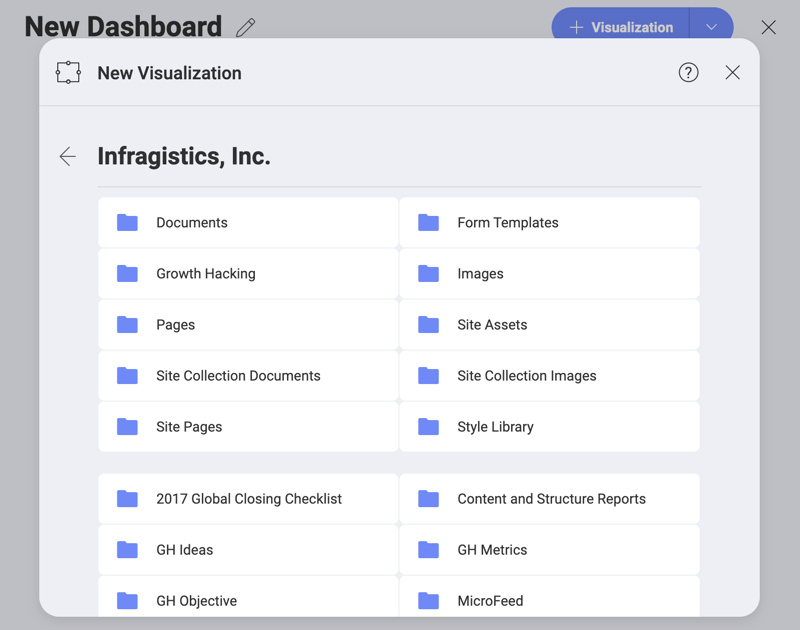 New Dashboard
Visualization
New Visualization
?
Infragistics, Inc.
Documents
Form Templates
Growth Hacking
Images
Pages
Site Assets
Site Collection Documents
Site Collection Images
Site Pages
Style Library
2017 Global Closing Checklist
Content and Structure Reports
GH Ideas
GH Metrics
GH Objective
MicroFeed